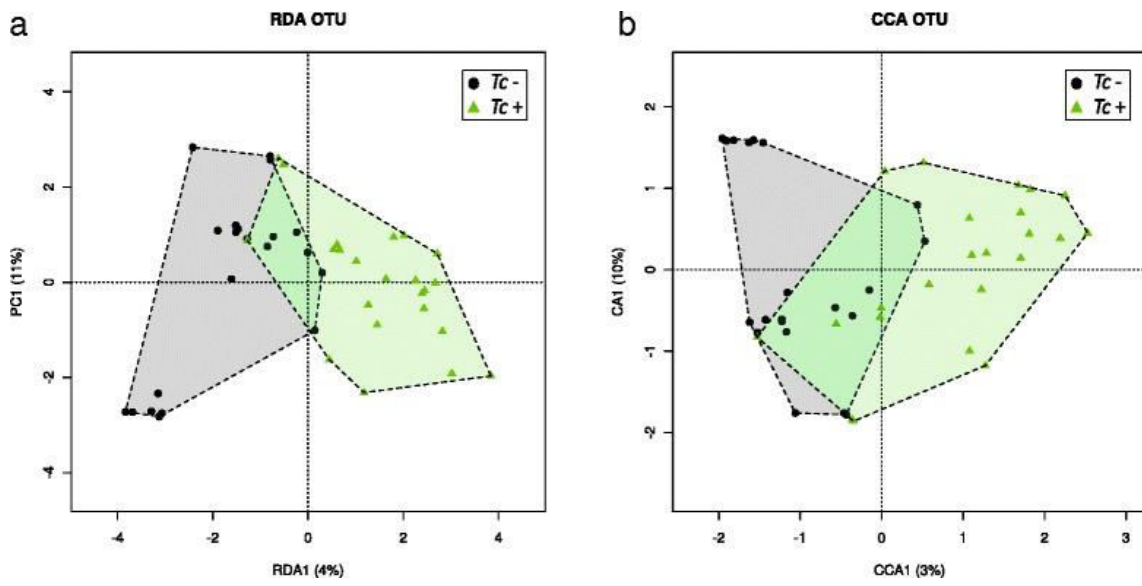 a
RDA OTU
Tc -
Tc +
4
2
0
-2
-4
PC1 (11%)
-4 -2 0 2 4
RDA1 (4%)
b
CCA OTU
Tc -
Tc +
2
1
0
-1
-2
CA1 (10%)
-2 -1 0 1 2 3
CCA1 (3%)